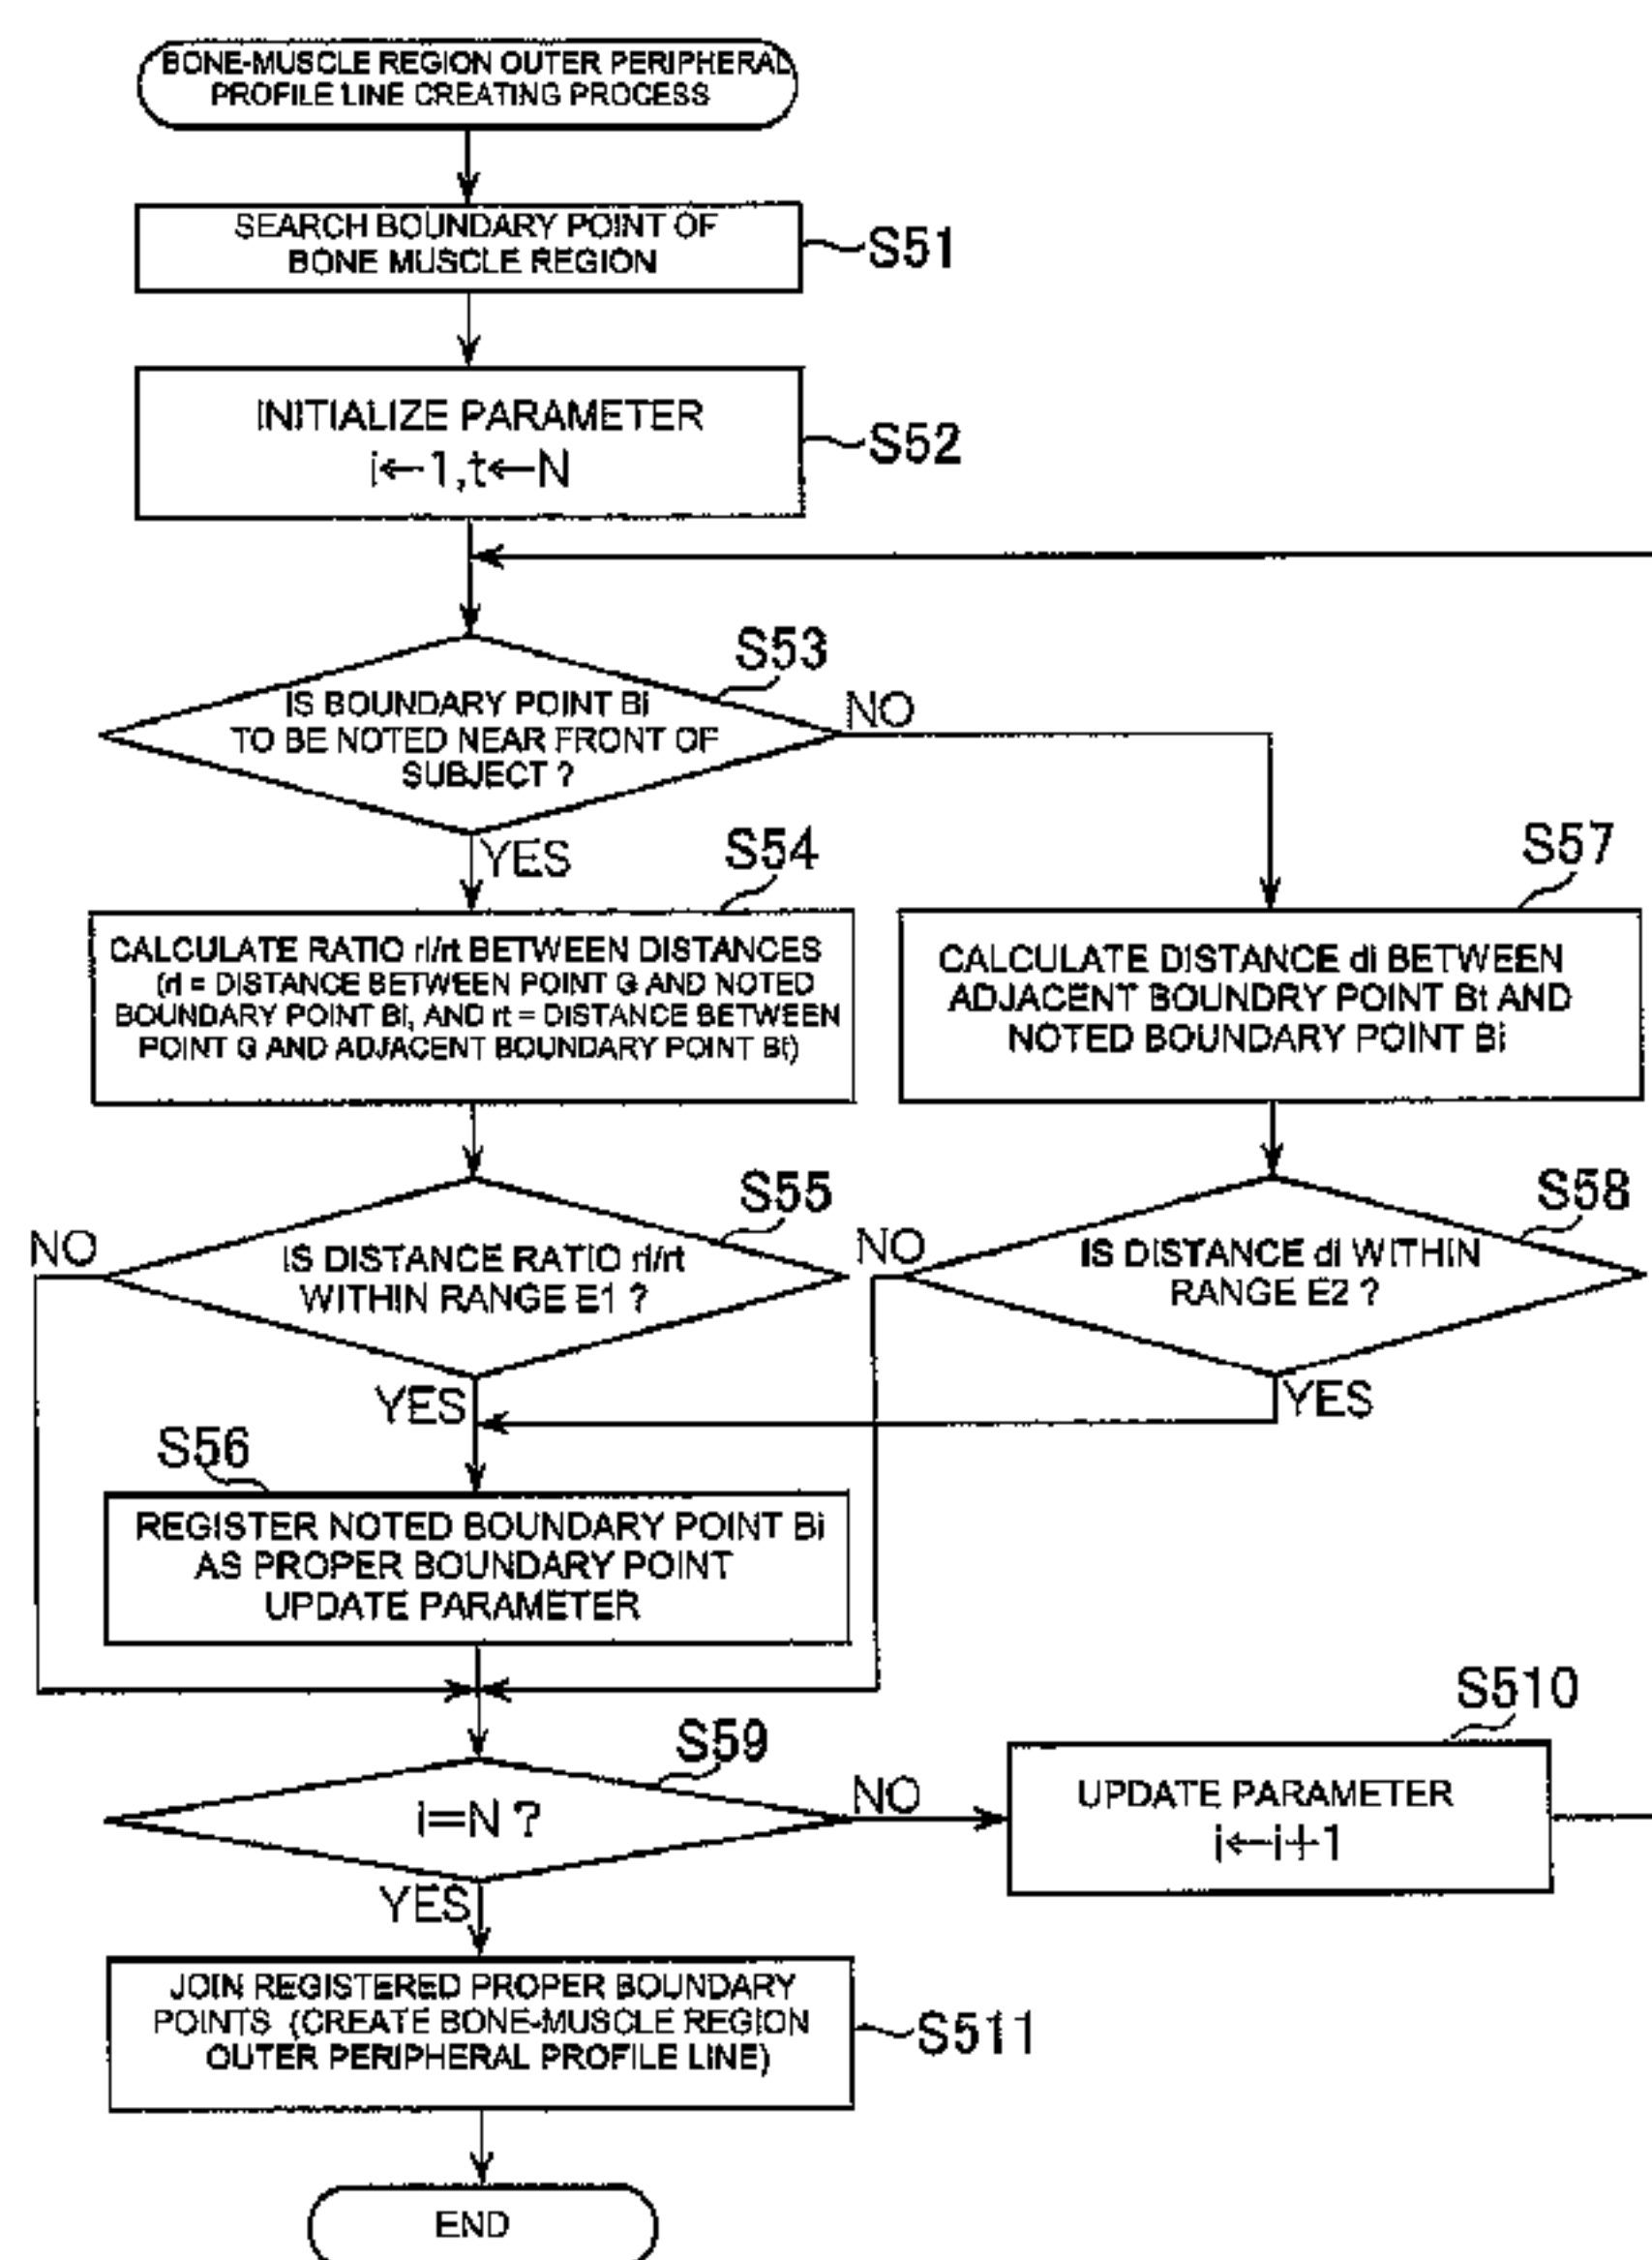 BONE-MUSCLE REGION OUTER PERIPHERAL
PROFILE LINE CREATING PROCESS
SEARCH BOUNDARY POINT OF
BONE MUSCLE REGION
S51
INITIALIZE PARAMETER
i←1,t←N
S52
S53
IS BOUNDARY POINT Bi
TO BE NOTED NEAR FRONT OF
SUBJECT ?
NO
YES
S54
CALCULATE RATIO ri/rt BETWEEN DISTANCES
(ri = DISTANCE BETWEEN POINT G AND NOTED
BOUNDARY POINT Bi, AND rt = DISTANCE BETWEEN
POINT G AND ADJACENT BOUNDARY POINT Bt)
S57
CALCULATE DISTANCE di BETWEEN
ADJACENT BOUNDRY POINT Bt AND
NOTED BOUNDARY POINT Bi
S55
NO
IS DISTANCE RATIO ri/rt
WITHIN RANGE E1 ?
YES
S58
NO
IS DISTANCE di WITHIN
RANGE E2 ?
YES
S56
REGISTER NOTED BOUNDARY POINT Bi
AS PROPER BOUNDARY POINT
UPDATE PARAMETER
S59
i=N ?
NO
YES
S510
UPDATE PARAMETER
i←i+1
JOIN REGISTERED PROPER BOUNDARY
POINTS (CREATE BONE-MUSCLE REGION
OUTER PERIPHERAL PROFILE LINE)
S511
END